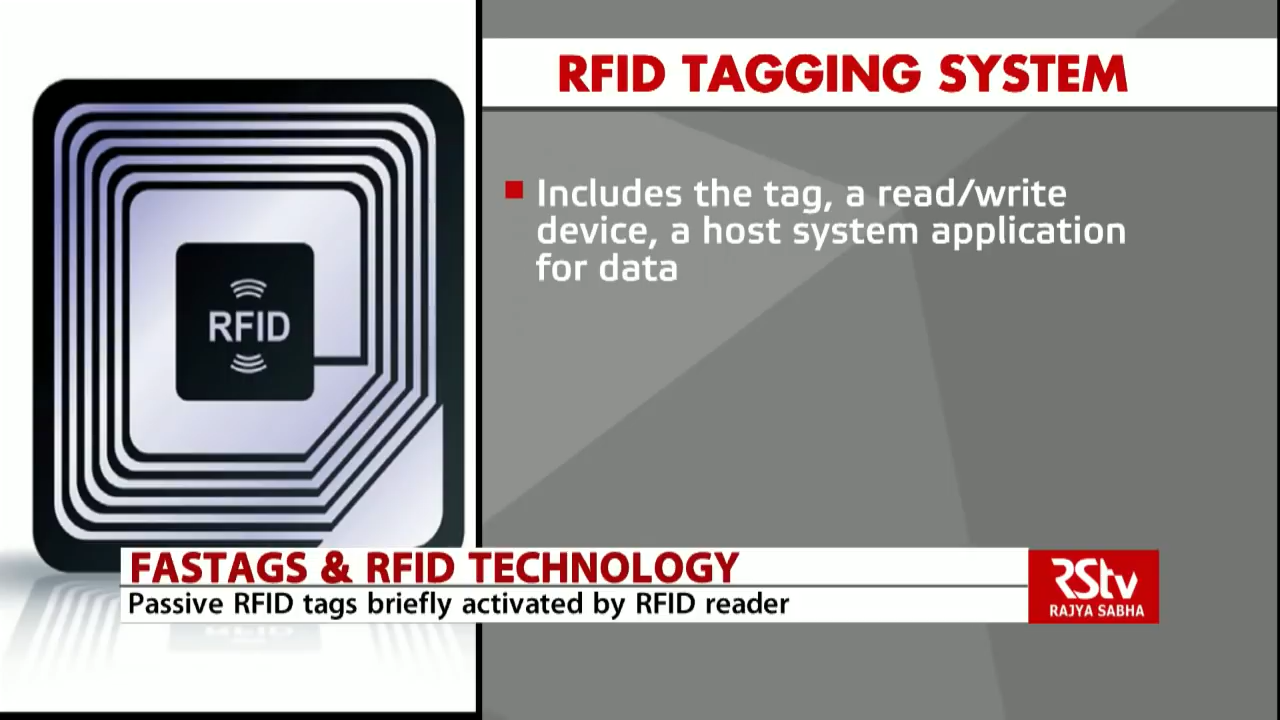 RFID TAGGING SYSTEM
RFID
Includes the tag, a read/write
device, a host system application
for data
FASTAGS & RFID TECHNOLOGY
Passive RFID tags briefly activated by RFID reader
RStv
RAJYA SABHA